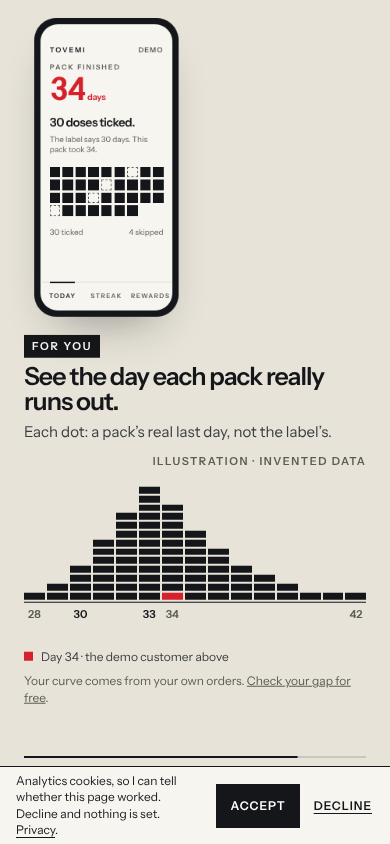 TOVEMI DEMO
PACK FINISHED
34 days
30 doses ticked.
The label says 30 days. This
pack took 34.
30 ticked 4 skipped
TODAY STREAK REWARDS
FOR YOU
See the day each pack really
runs out.
Each dot: a pack’s real last day, not the label’s.
ILLUSTRATION · INVENTED DATA
28 30 33 34 42
Day 34 · the demo customer above
Your curve comes from your own orders. Check your gap for
free.
Analytics cookies, so I can tell
whether this page worked.
Decline and nothing is set.
Privacy.
ACCEPT DECLINE